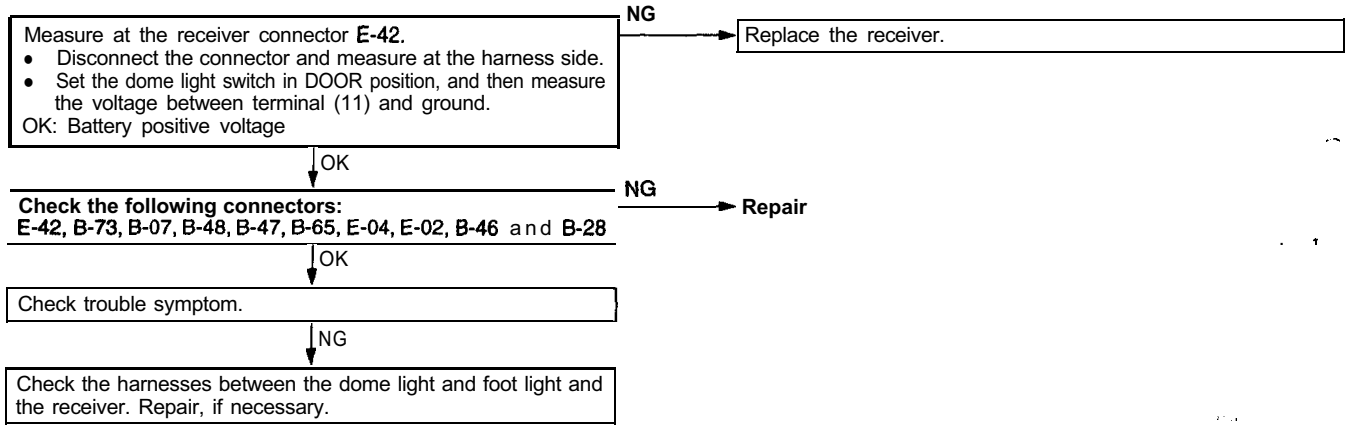 Measure at the receiver connector E-42.
● Disconnect the connector and measure at the harness side.
● Set the dome light switch in DOOR position, and then measure
the voltage between terminal (11) and ground.
OK: Battery positive voltage
NG
Replace the receiver.
OK
Check the following connectors:
E-42, B-73, B-07, B-48, B-47, B-65, E-04, E-02, B-46 and B-28
NG
Repair
OK
Check trouble symptom.
NG
Check the harnesses between the dome light and foot light and
the receiver. Repair, if necessary.